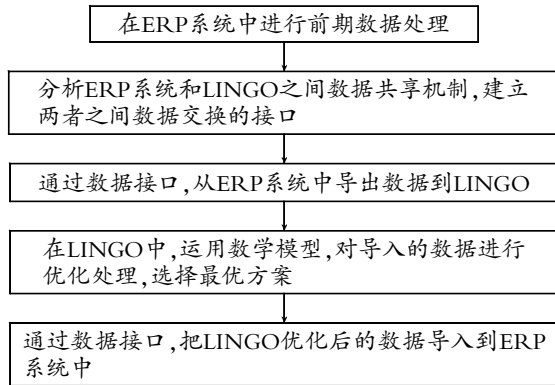 在ERP系统中进行前期数据处理
分析ERP系统和LINGO之间数据共享机制,建立
两者之间数据交换的接口
通过数据接口,从ERP系统中导出数据到LINGO
在LINGO中,运用数学模型,对导入的数据进行
优化处理,选择最优方案
通过数据接口,把LINGO优化后的数据导入到ERP
系统中